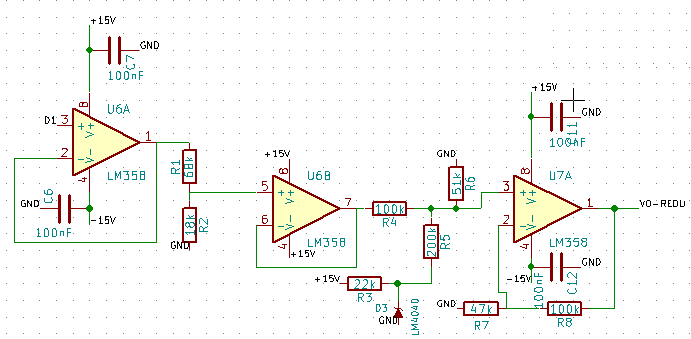 +15V
GND
C7
100nF
8
U6A
D1
3
+
V+
1
2
-
V-
LM358
4
C6
GND
100nF
-15V
R1
68k
18k
R2
GND
+15V
8
U6B
5
+
V+
7
6
-
V-
4
LM358
+15V
100k
R4
GND
51k
R6
200k
R5
+15V
22k
R3
D3
GND
LM4040
+15V
GND
100nF
8
U7A
3
+
V+
1
VO-REDU
2
-
V-
LM358
4
-15V
GND
C12
100nF
GND
47k
R7
100k
R8